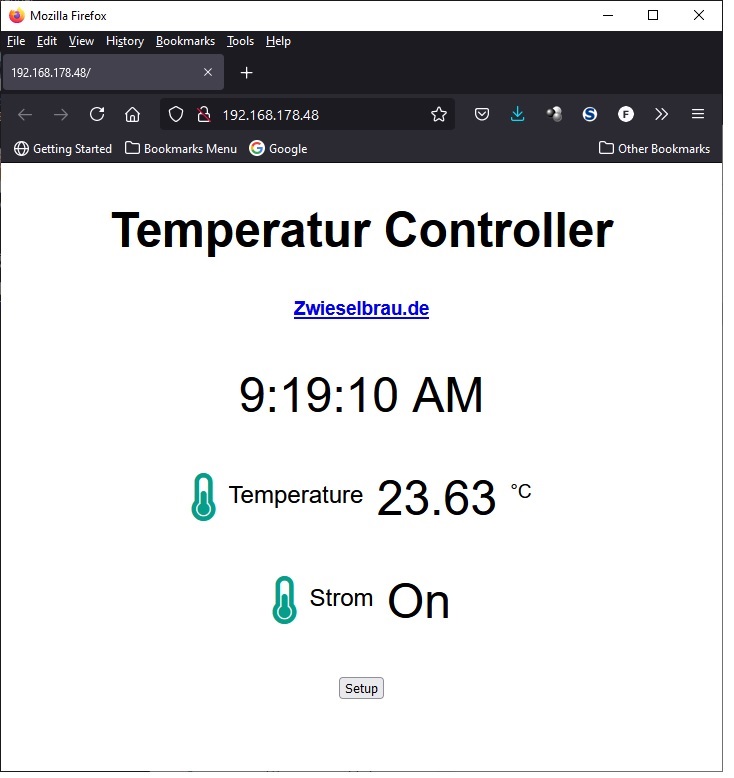 Mozilla Firefox
File Edit View History Bookmarks Tools Help
192.168.178.48/
192.168.178.48
Getting Started Bookmarks Menu Google Other Bookmarks
Temperatur Controller
Zwieselbrau.de
9:19:10 AM
Temperature 23.63 °C
Strom On
Setup